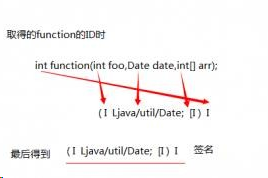 取得的function的ID时
int function(int foo,Date date,int[] arr);
( I Ljava/util/Date; [I ) I
最后得到 ( I Ljava/util/Date; [I ) I 签名